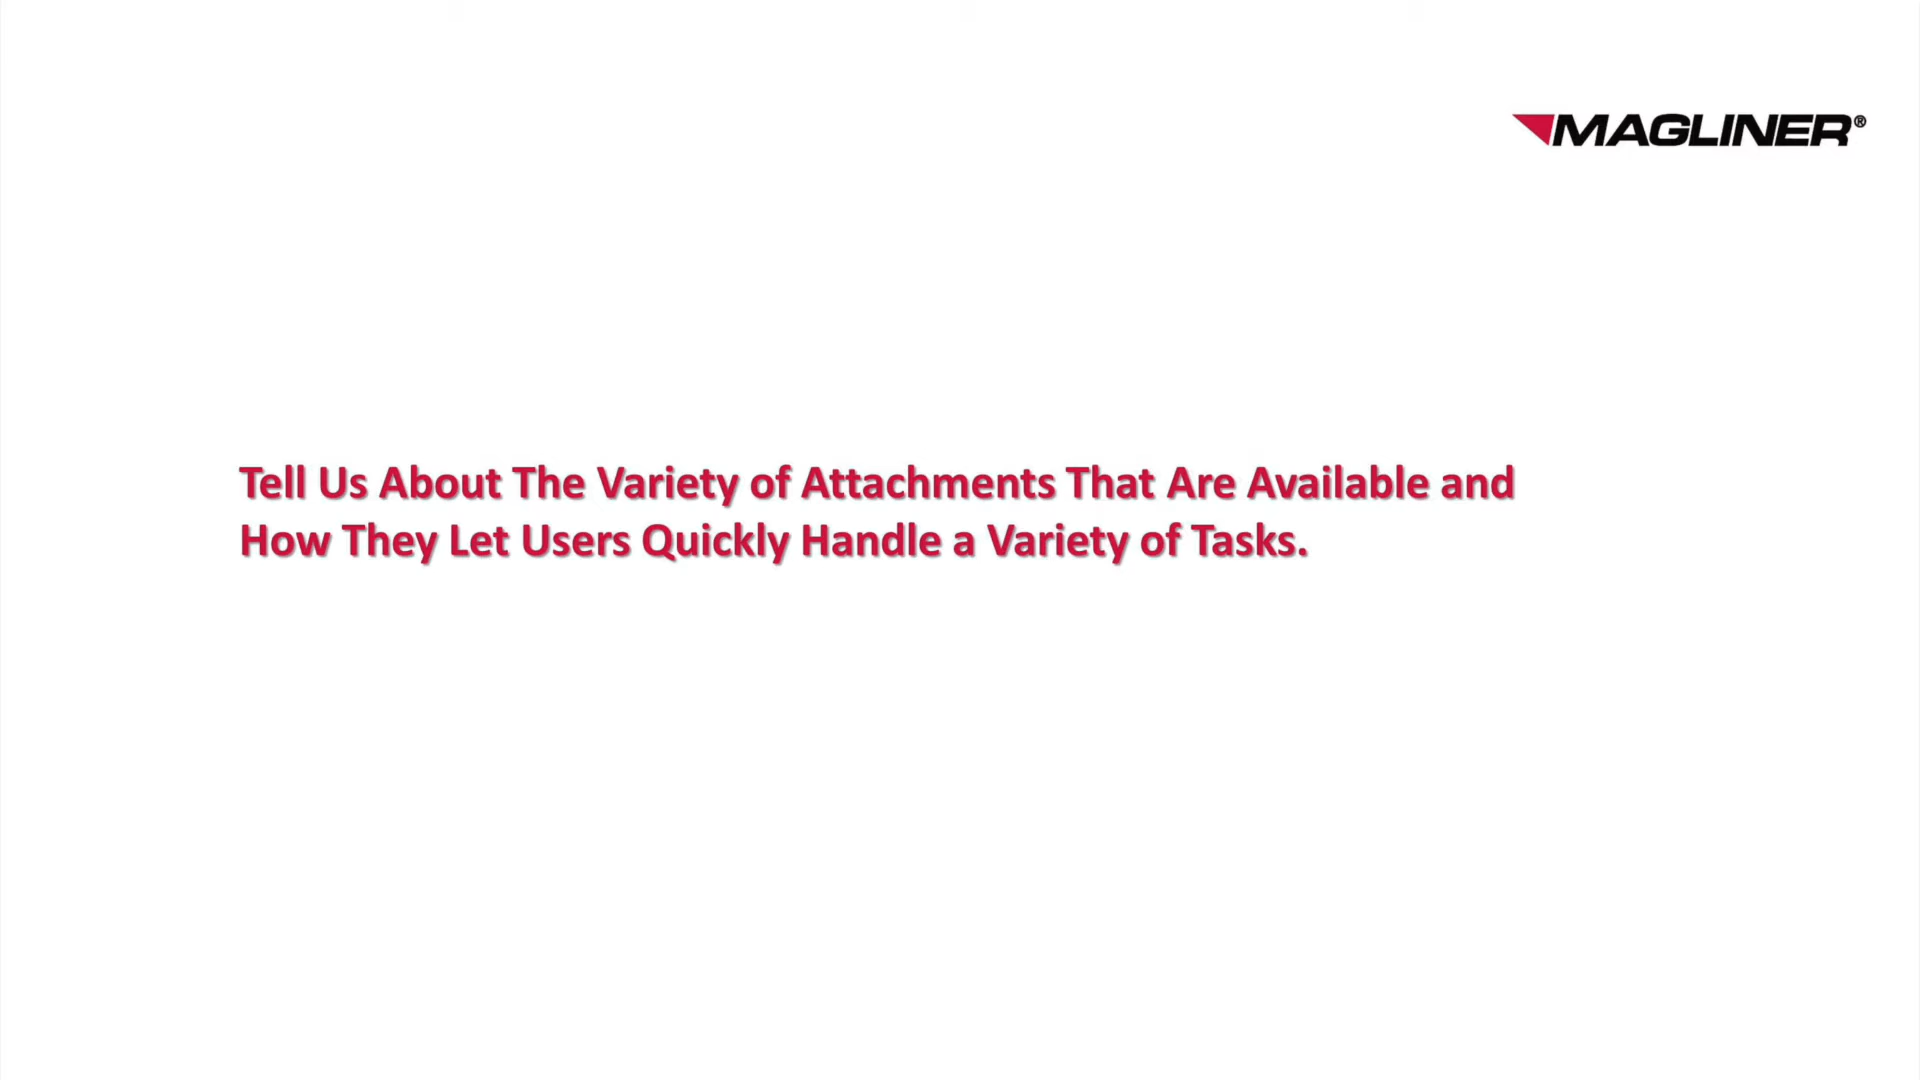 MAGLINER®
Tell Us About The Variety of Attachments That Are Available and
How They Let Users Quickly Handle a Variety of Tasks.